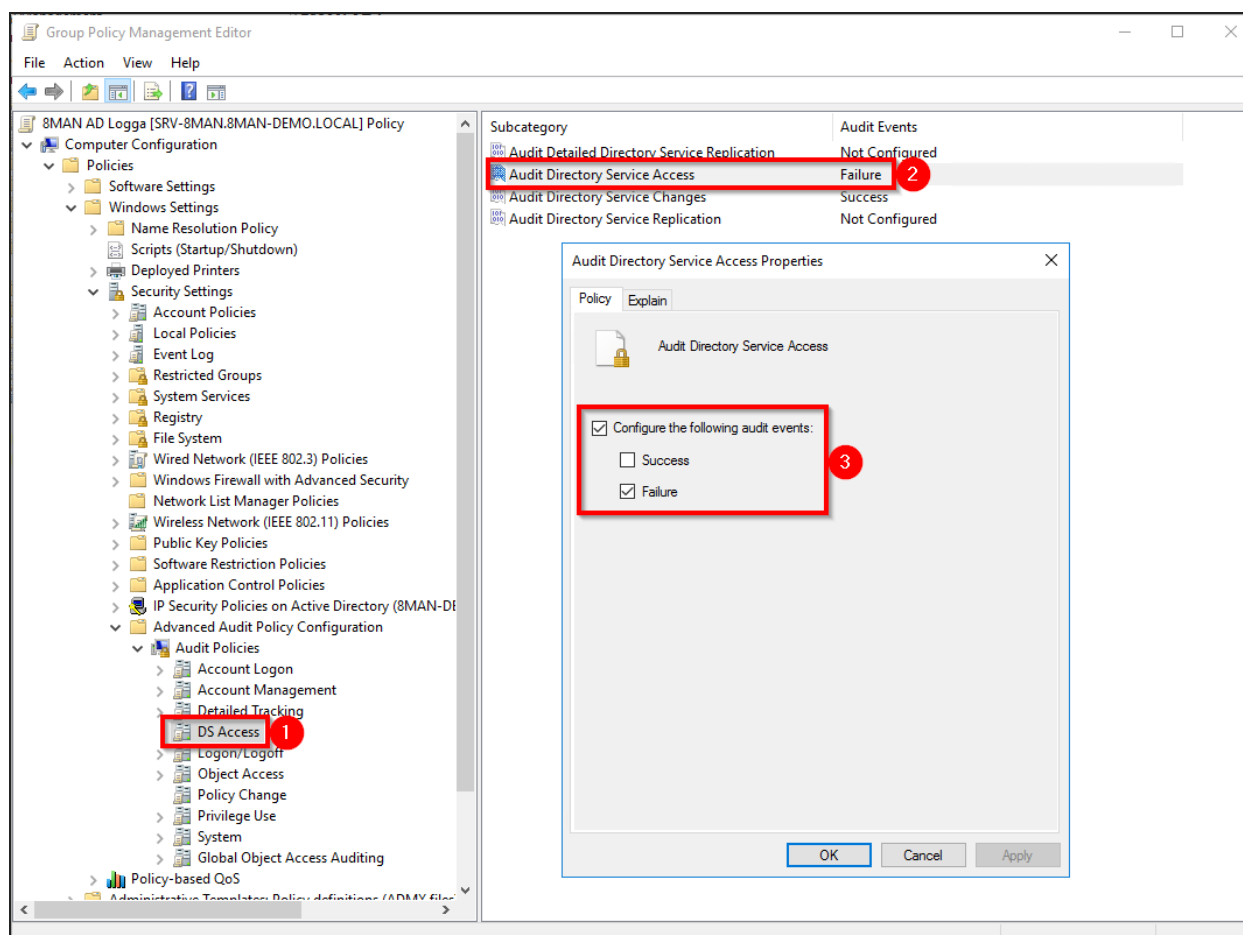 Group Policy Management Editor
File Action View Help
8MAN AD Logga [SRV-8MAN.8MAN-DEMO.LOCAL] Policy
Computer Configuration
Policies
Software Settings
Windows Settings
Name Resolution Policy
Scripts (Startup/Shutdown)
Deployed Printers
Security Settings
Account Policies
Local Policies
Event Log
Restricted Groups
System Services
Registry
File System
Wired Network (IEEE 802.3) Policies
Windows Firewall with Advanced Security
Network List Manager Policies
Wireless Network (IEEE 802.11) Policies
Public Key Policies
Software Restriction Policies
Application Control Policies
IP Security Policies on Active Directory (8MAN-DE
Advanced Audit Policy Configuration
Audit Policies
Account Logon
Account Management
Detailed Tracking
DS Access 1
Logon/Logoff
Object Access
Policy Change
Privilege Use
System
Global Object Access Auditing
Policy-based QoS
Administrative Templates: Policy definitions (ADMX files
Subcategory Audit Events
Audit Detailed Directory Service Replication Not Configured
Audit Directory Service Access Failure 2
Audit Directory Service Changes Success
Audit Directory Service Replication Not Configured
Audit Directory Service Access Properties
Policy Explain
Audit Directory Service Access
Configure the following audit events:
Success 3
Failure
OK Cancel Apply